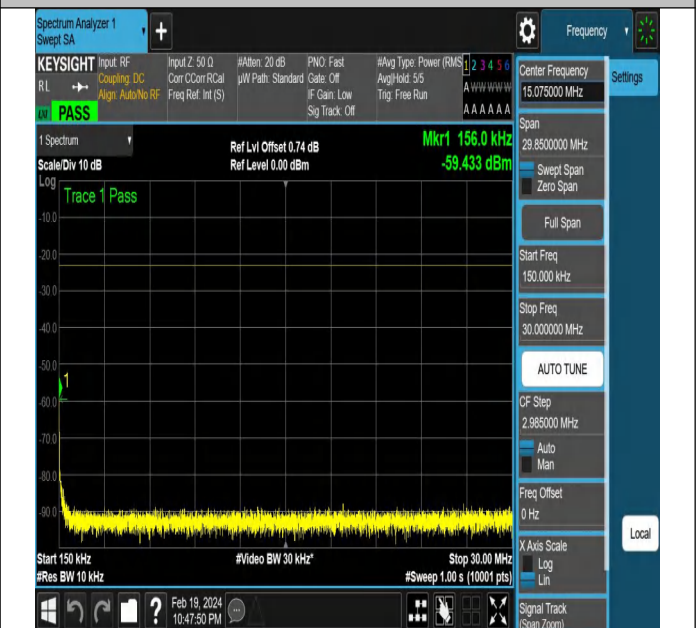 Spectrum Analyzer 1
Swept SA
+
Frequency
KEYSIGHT
RL
PASS
Input: RF
Coupling: DC
Align: Auto/No RF
Input Z: 50 Ω
Corr CCorr RCal
Freq Ref: Int (S)
#Atten: 20 dB
µW Path: Standard
PNO: Fast
Gate: Off
IF Gain: Low
Sig Track: Off
#Avg Type: Power (RMS
Avg|Hold: 5/5
Trig: Free Run
1 2 3 4 5 6
A W W W W W
A A A A A A
Center Frequency
15.075000 MHz
Settings
1 Spectrum
Scale/Div 10 dB
Ref Lvl Offset 0.74 dB
Ref Level 0.00 dBm
Mkr1 156.0 kHz
-59.433 dBm
Span
29.8500000 MHz
Swept Span
Zero Span
Full Span
Start Freq
150.000 kHz
Stop Freq
30.000000 MHz
AUTO TUNE
CF Step
2.985000 MHz
Auto
Man
Freq Offset
0 Hz
X Axis Scale
Log
Lin
Signal Track
(Span Zoom)
Local
Log
Trace 1 Pass
-10.0
-20.0
-30.0
-40.0
-50.0
1
-60.0
-70.0
-80.0
-90.0
Start 150 kHz
#Res BW 10 kHz
#Video BW 30 kHz*
Stop 30.00 MHz
#Sweep 1.00 s (10001 pts)
?
Feb 19, 2024
10:47:50 PM